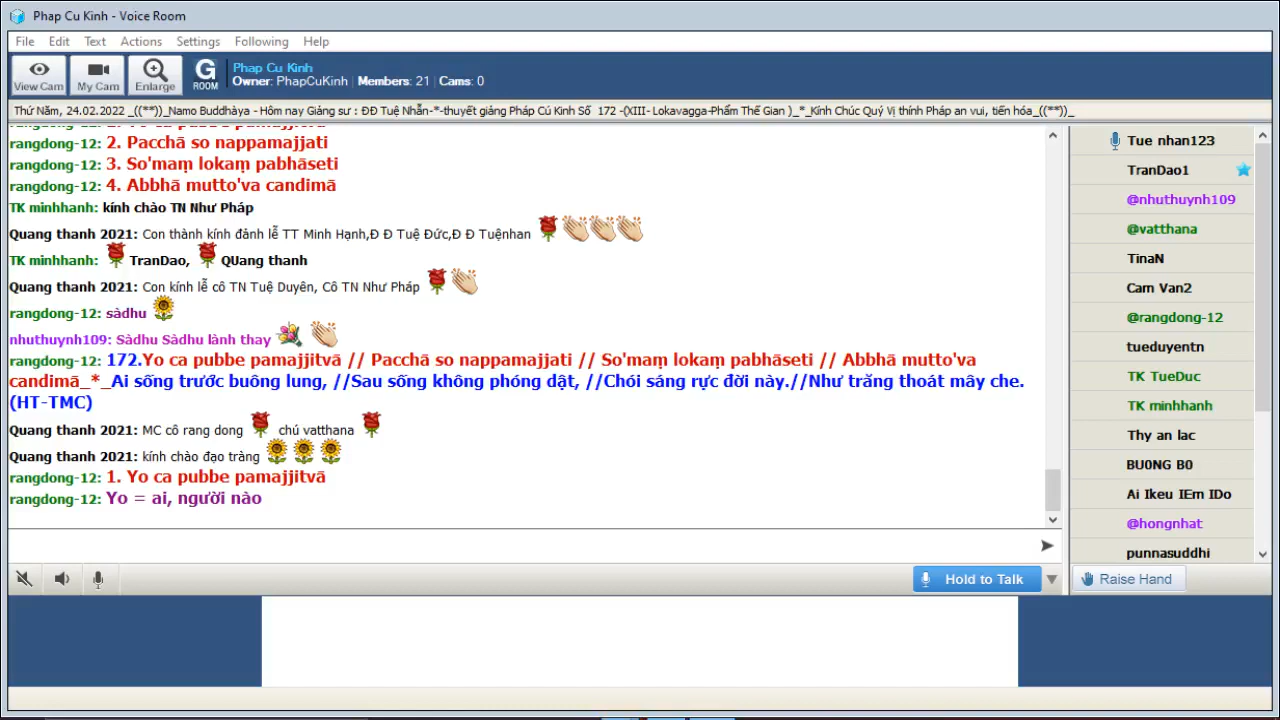 Phap Cu Kinh - Voice Room
File Edit Text Actions Settings Following Help
View Cam My Cam Enlarge G ROOM
Phap Cu Kinh
Owner: PhapCuKinh | Members: 21 | Cams: 0
Thứ Năm, 24.02.2022 _((**))_Namo Buddhàya - Hôm nay Giảng sư : ĐĐ Tuệ Nhẫn-*-thuyết giảng Pháp Cú Kinh Số 172 -(XIII- Lokavagga-Phẩm Thế Gian )_*_Kính Chúc Quý Vị thính Pháp an vui, tiến hóa_((**))_
rangdong-12: 2. Pacchā so nappamajjati
rangdong-12: 3. So'maṃ lokaṃ pabhāseti
rangdong-12: 4. Abbhā mutto'va candimā
TK minhhanh: kính chào TN Như Pháp
Quang thanh 2021: Con thành kính đảnh lễ TT Minh Hạnh,Đ Đ Tuệ Đức,Đ Đ Tuệnhan
TK minhhanh: TranDao, QUang thanh
Quang thanh 2021: Con kính lễ cô TN Tuệ Duyên, Cô TN Như Pháp
rangdong-12: sàdhu
nhuthuynh109: Sàdhu Sàdhu lành thay
rangdong-12: 172.Yo ca pubbe pamajjitvā // Pacchā so nappamajjati // So'maṃ lokaṃ pabhāseti // Abbhā mutto'va
candimā_*_Ai sống trước buông lung, //Sau sống không phóng dật, //Chói sáng rực đời này.//Như trăng thoát mây che.
(HT-TMC)
Quang thanh 2021: MC cô rang dong chú vatthana
Quang thanh 2021: kính chào đạo tràng
rangdong-12: 1. Yo ca pubbe pamajjitvā
rangdong-12: Yo = ai, người nào
Hold to Talk
Tue nhan123
TranDao1
@nhuthuynh109
@vatthana
TinaN
Cam Van2
@rangdong-12
tueduyentn
TK TueDuc
TK minhhanh
Thy an lac
BU0NG B0
Ai Ikeu IEm IDo
@hongnhat
punnasuddhi
Raise Hand